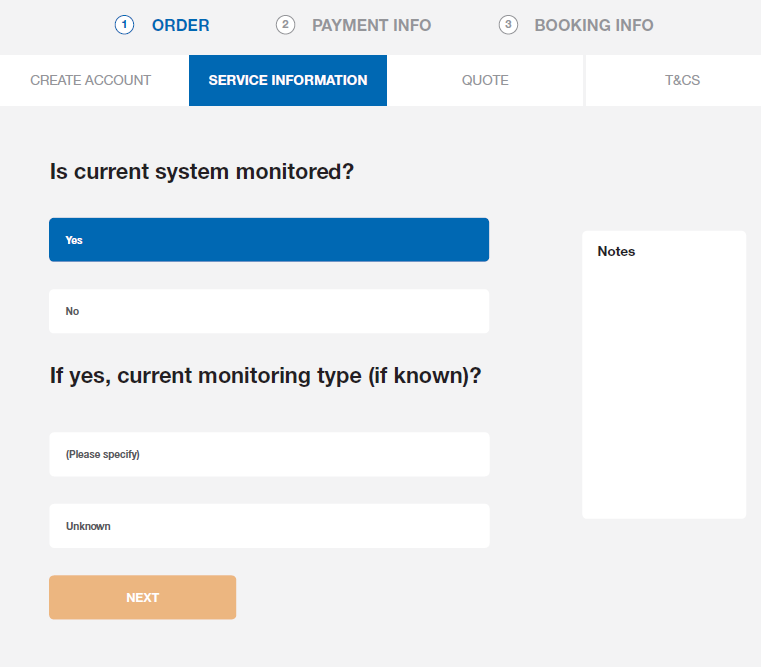 1 ORDER 2 PAYMENT INFO 3 BOOKING INFO
CREATE ACCOUNT SERVICE INFORMATION QUOTE T&CS
Is current system monitored?
Yes
No
If yes, current monitoring type (if known)?
(Please specify)
Unknown
NEXT
Notes